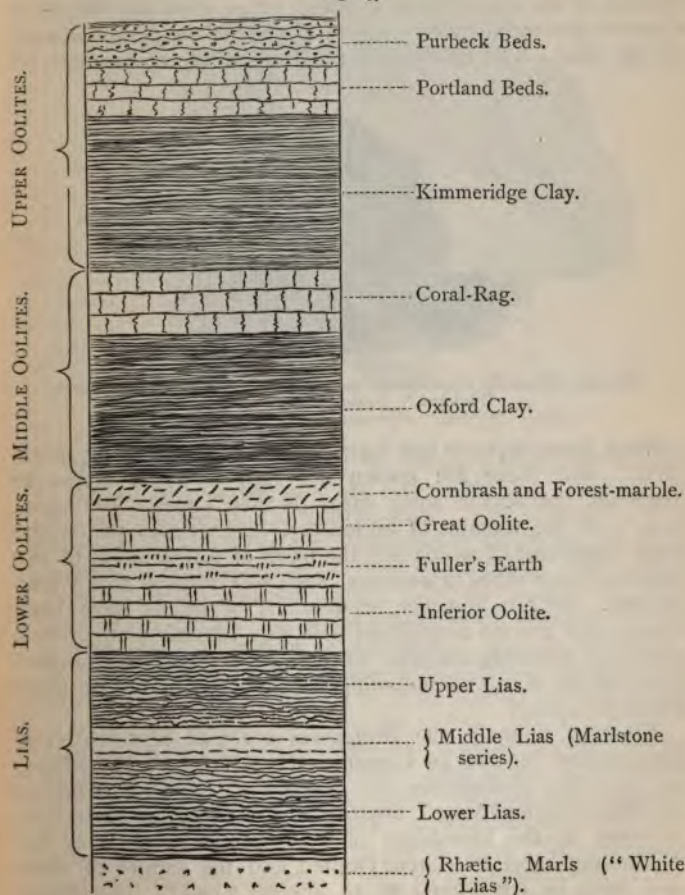 UPPER OOLITES.
Purbeck Beds.
Portland Beds.
Kimmeridge Clay.
MIDDLE OOLITES.
Coral-Rag.
Oxford Clay.
LOWER OOLITES.
Cornbrash and Forest-marble.
Great Oolite.
Fuller's Earth
Inferior Oolite.
LIAS.
Upper Lias.
Middle Lias (Marlstone
series).
Lower Lias.
Rhætic Marls (“White
Lias”).